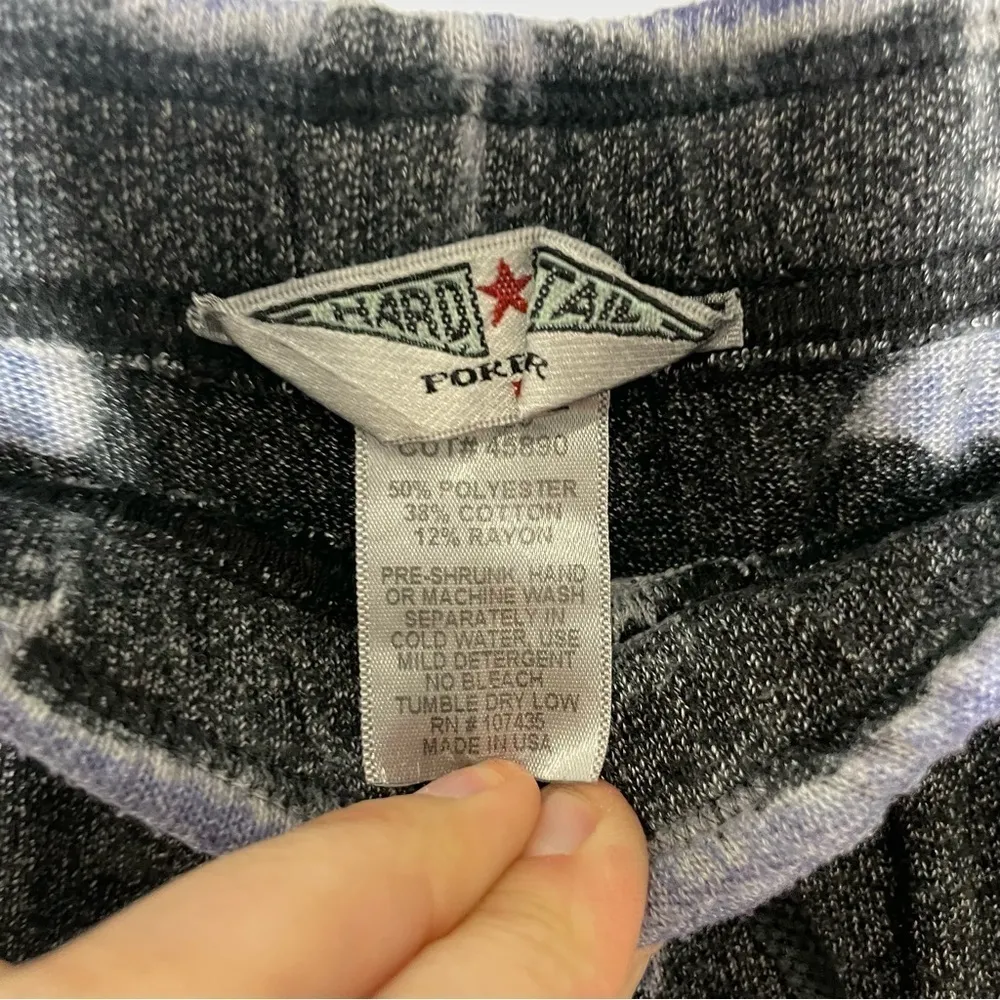 HARD TAIL
CUT# 45890
50% POLYESTER
38% COTTON
12% RAYON
PRE-SHRUNK, HAND
OR MACHINE WASH
SEPARATELY IN
COLD WATER, USE
MILD DETERGENT
NO BLEACH
TUMBLE DRY LOW
RN # 107435
MADE IN USA